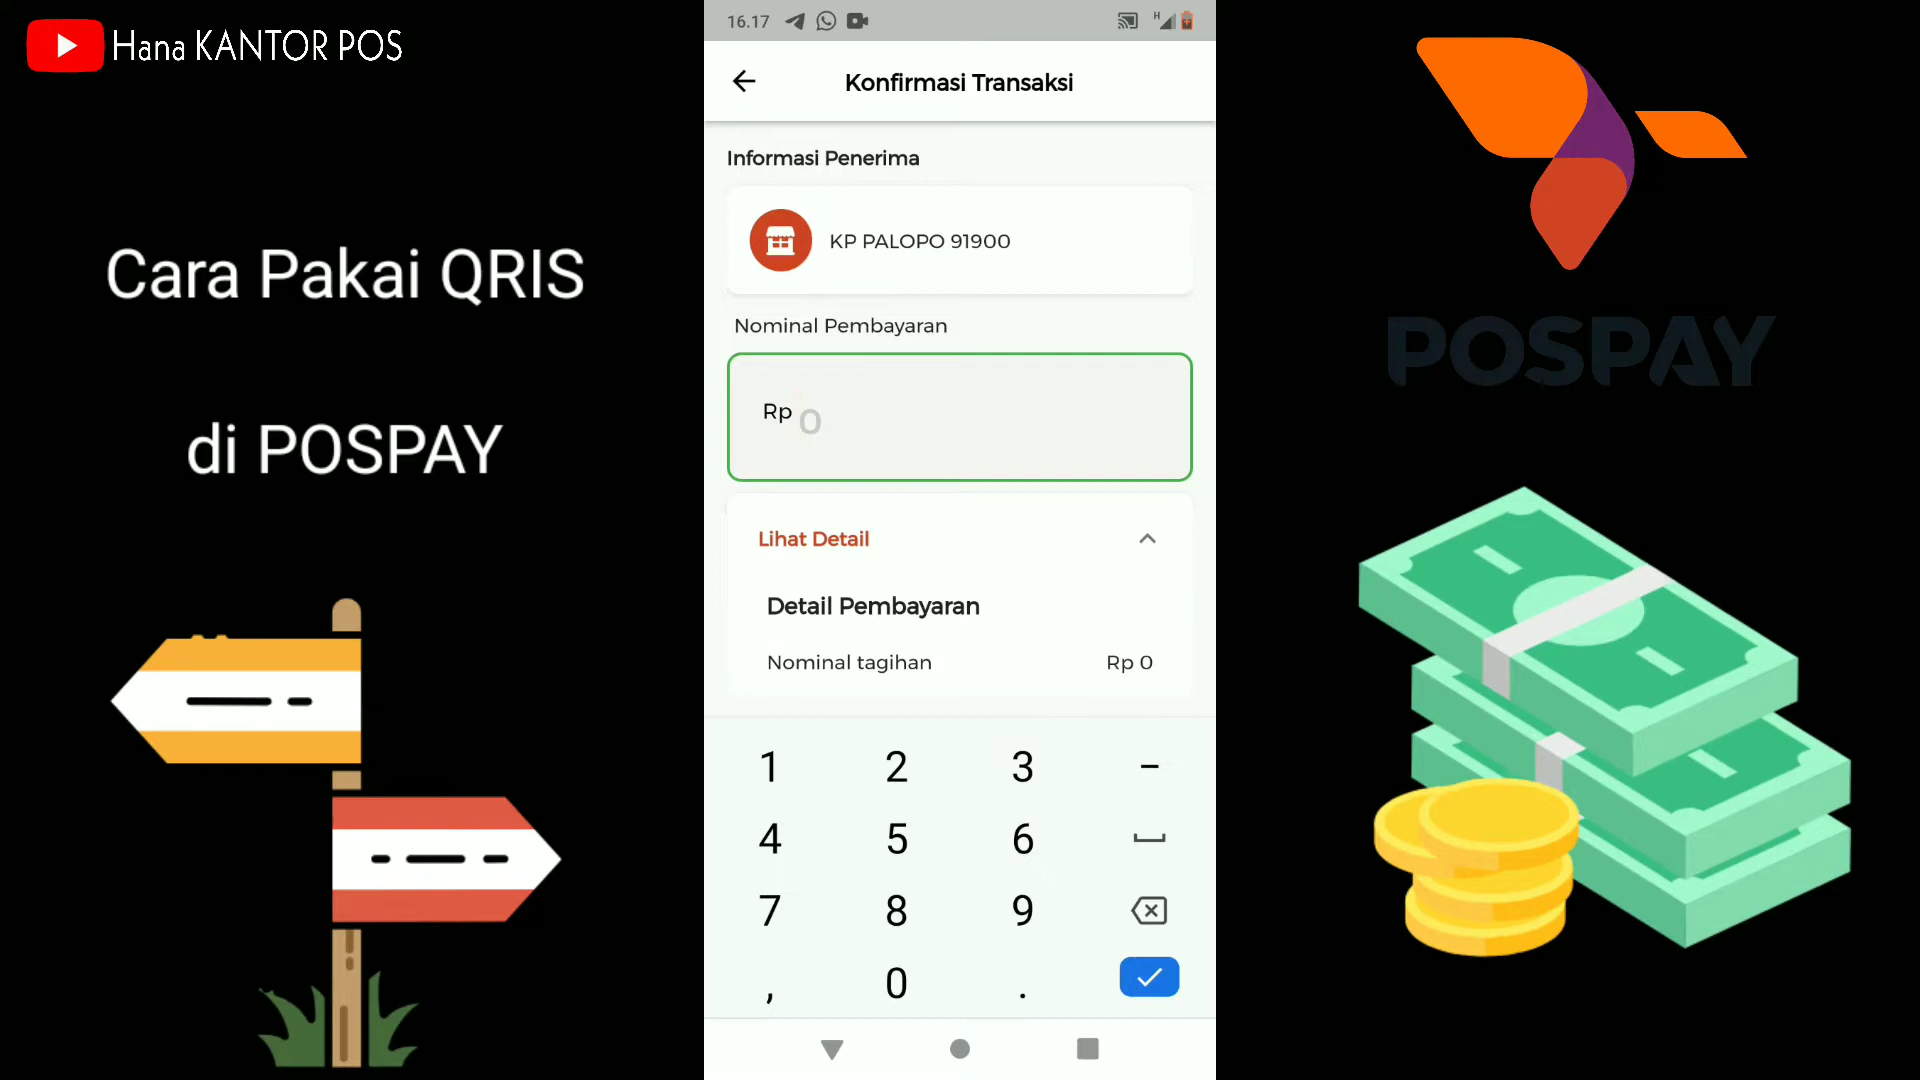 Hana KANTOR POS
Cara Pakai QRIS
di POSPAY
16.17
H
Konfirmasi Transaksi
Informasi Penerima
KP PALOPO 91900
Nominal Pembayaran
Rp 0
Lihat Detail
Detail Pembayaran
Nominal tagihan Rp 0
1 2 3 -
4 5 6
7 8 9
, 0 .
POSPAY